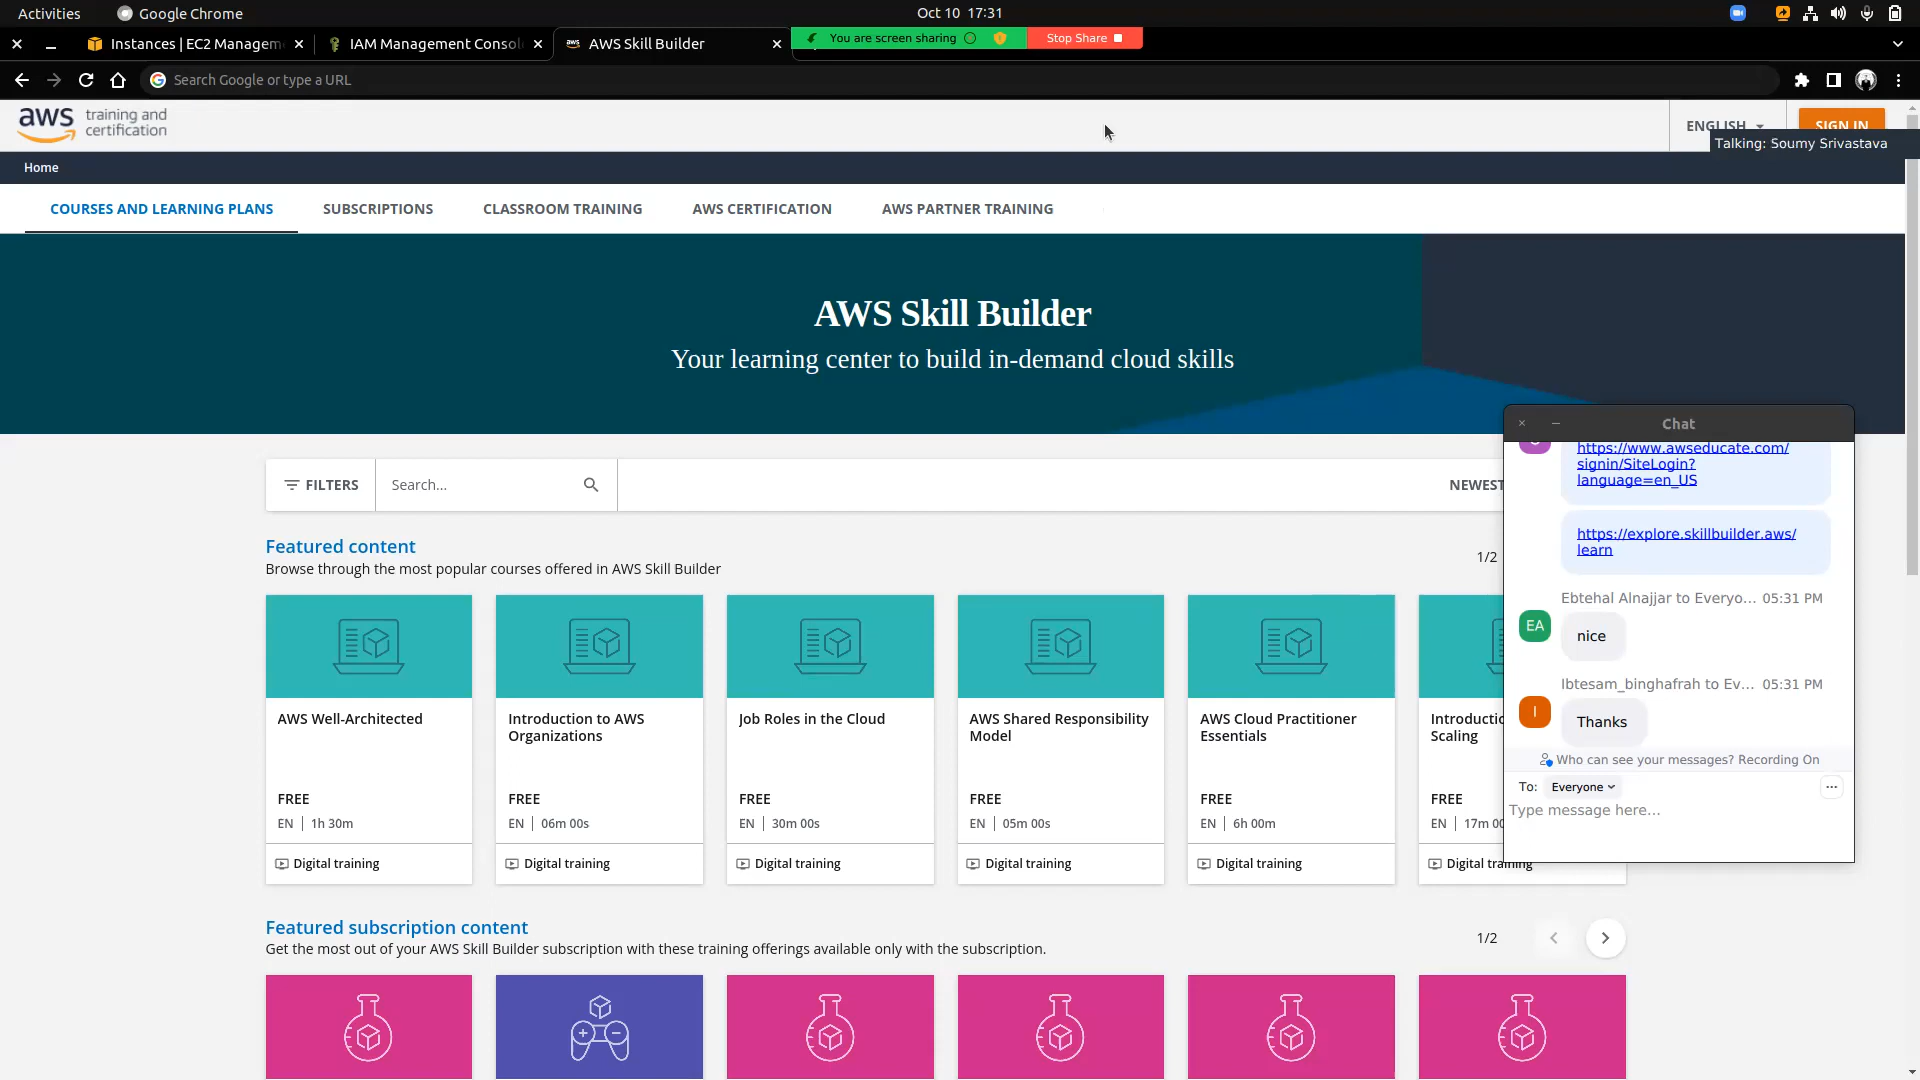 Activities
Google Chrome
Oct 10 17:31
Instances | EC2 Managem
IAM Management Consol
AWS Skill Builder
You are screen sharing
Stop Share
Search Google or type a URL
aws
training and
certification
ENGLISH
SIGN IN
Talking: Soumy Srivastava
Home
COURSES AND LEARNING PLANS
SUBSCRIPTIONS
CLASSROOM TRAINING
AWS CERTIFICATION
AWS PARTNER TRAINING
AWS Skill Builder
Your learning center to build in-demand cloud skills
FILTERS
Search...
NEWEST
Featured content
Browse through the most popular courses offered in AWS Skill Builder
1/2
AWS Well-Architected
FREE
EN | 1h 30m
Digital training
Introduction to AWS
Organizations
FREE
EN | 06m 00s
Digital training
Job Roles in the Cloud
FREE
EN | 30m 00s
Digital training
AWS Shared Responsibility
Model
FREE
EN | 05m 00s
Digital training
AWS Cloud Practitioner
Essentials
FREE
EN | 6h 00m
Digital training
Introductio
Scaling
FREE
EN | 17m 00
Digital training
Featured subscription content
Get the most out of your AWS Skill Builder subscription with these training offerings available only with the subscription.
1/2
Chat
https://www.awseducate.com/
signin/SiteLogin?
language=en_US
https://explore.skillbuilder.aws/
learn
Ebtehal Alnajjar to Everyo... 05:31 PM
EA
nice
Ibtesam_binghafrah to Ev... 05:31 PM
I
Thanks
Who can see your messages? Recording On
To: Everyone
...
Type message here...